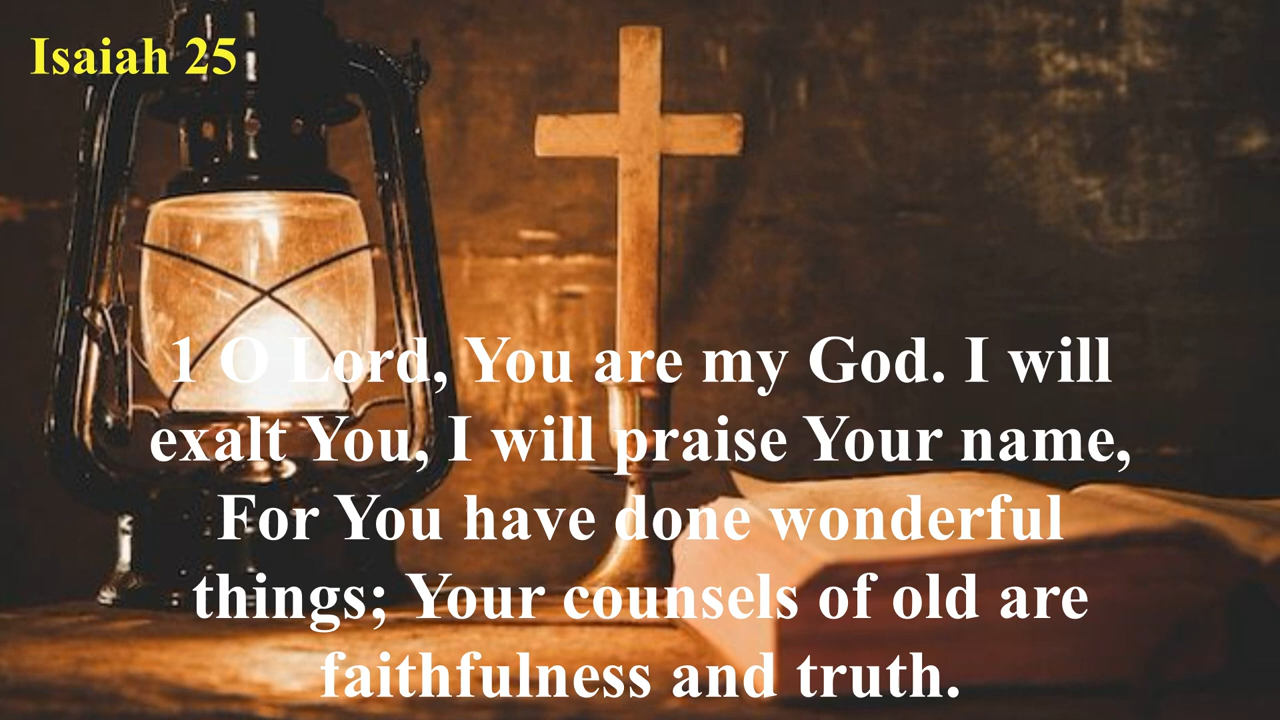 Isaiah 25
1 O Lord, You are my God. I will
exalt You, I will praise Your name,
For You have done wonderful
things; Your counsels of old are
faithfulness and truth.